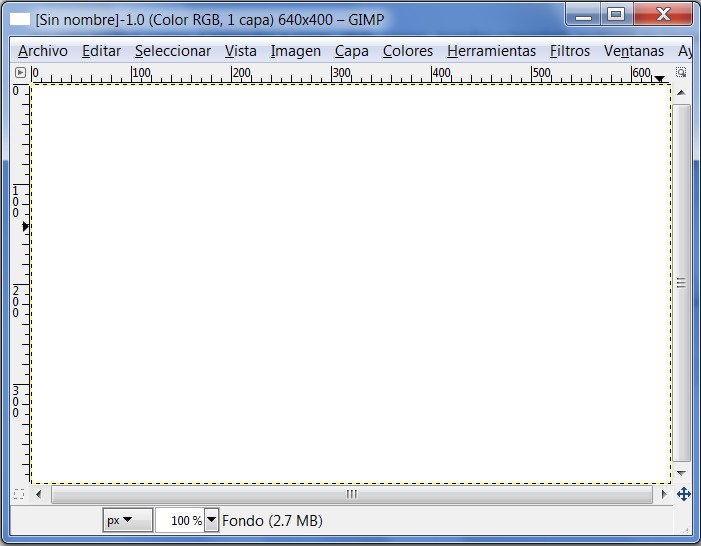 [Sin nombre]-1.0 (Color RGB, 1 capa) 640x400 – GIMP
Archivo Editar Seleccionar Vista Imagen Capa Colores Herramientas Filtros Ventanas Ay
0 100 200 300 400 500 600
0
100
200
300
px 100 % Fondo (2.7 MB)